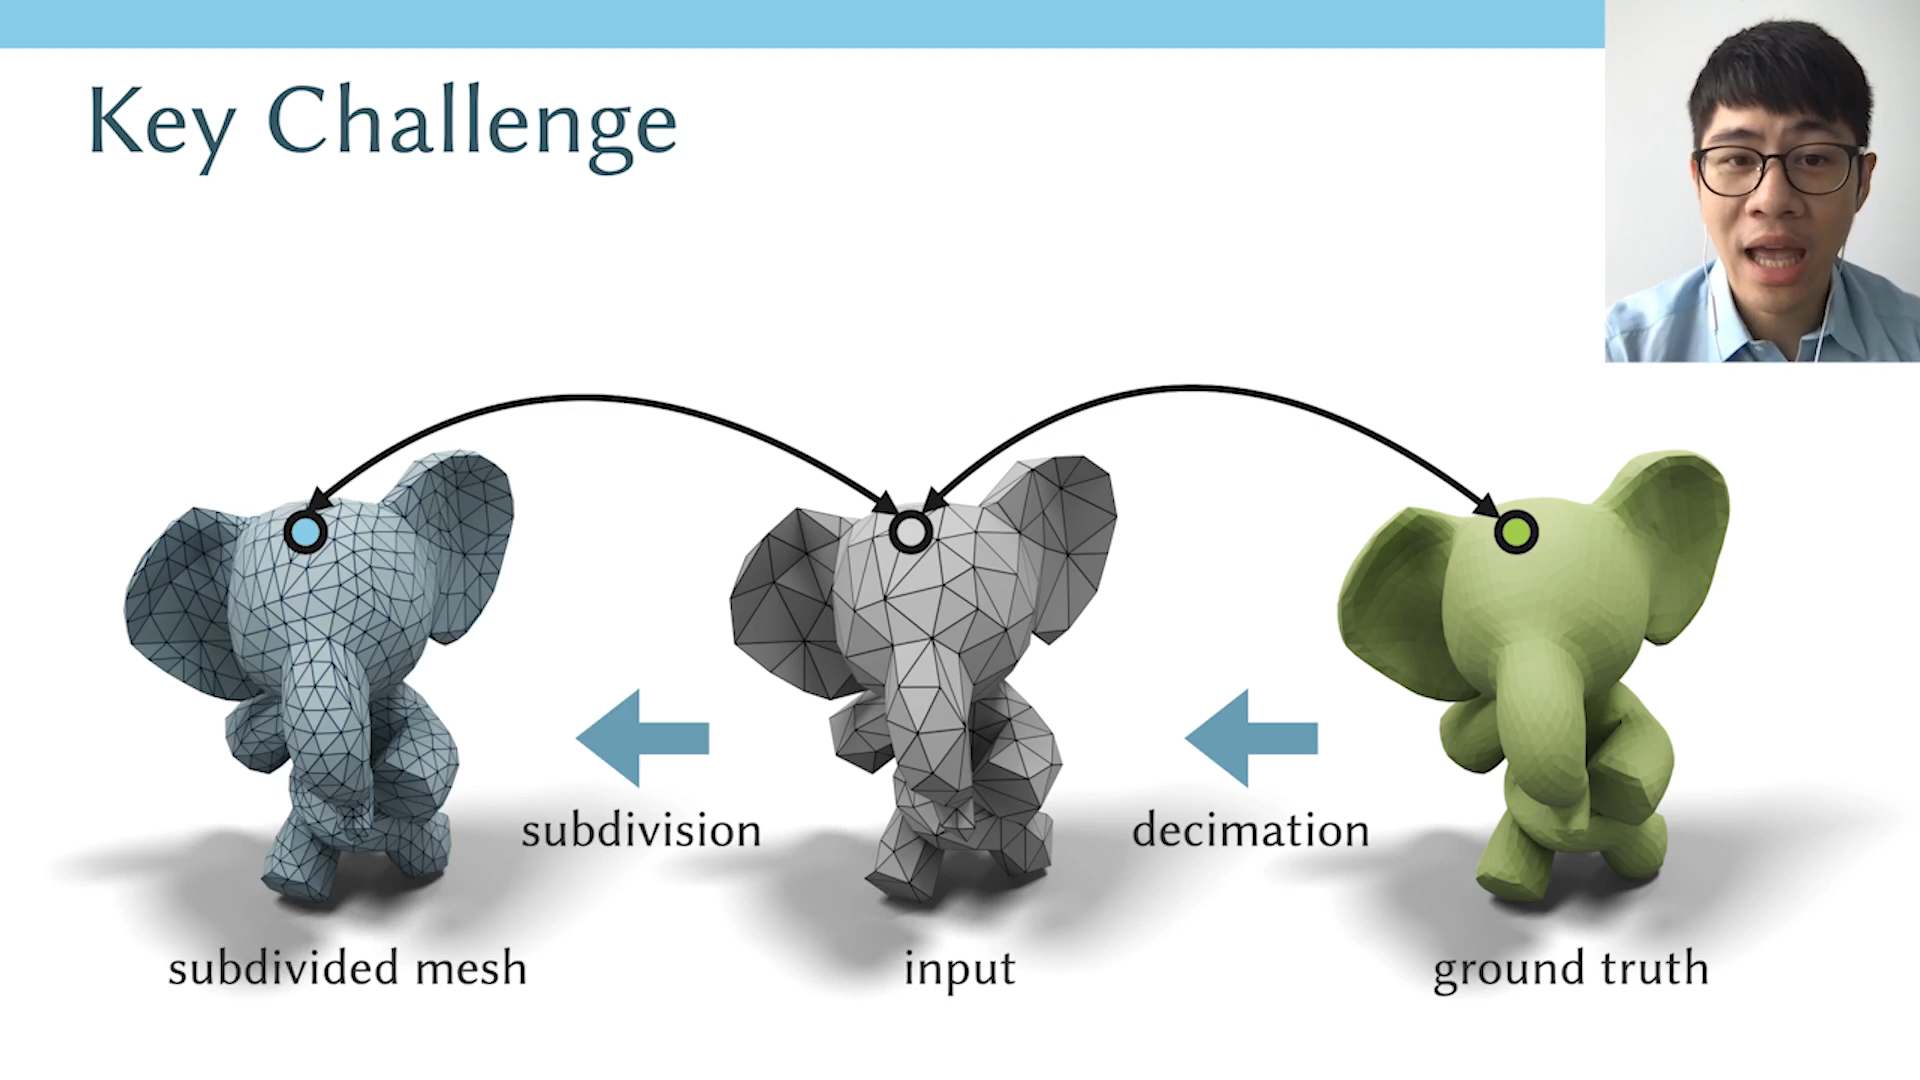 Key Challenge
subdivision
decimation
subdivided mesh
input
ground truth